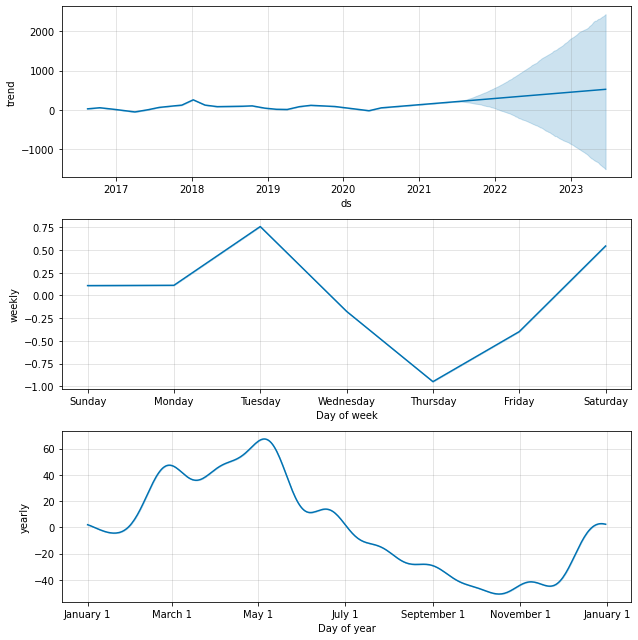 2000
1000
0
−1000
trend
2017 2018 2019 2020 2021 2022 2023
ds
0.75
0.50
0.25
0.00
−0.25
−0.50
−0.75
−1.00
weekly
Sunday Monday Tuesday Wednesday Thursday Friday Saturday
Day of week
60
40
20
0
−20
−40
yearly
January 1 March 1 May 1 July 1 September 1 November 1 January 1
Day of year